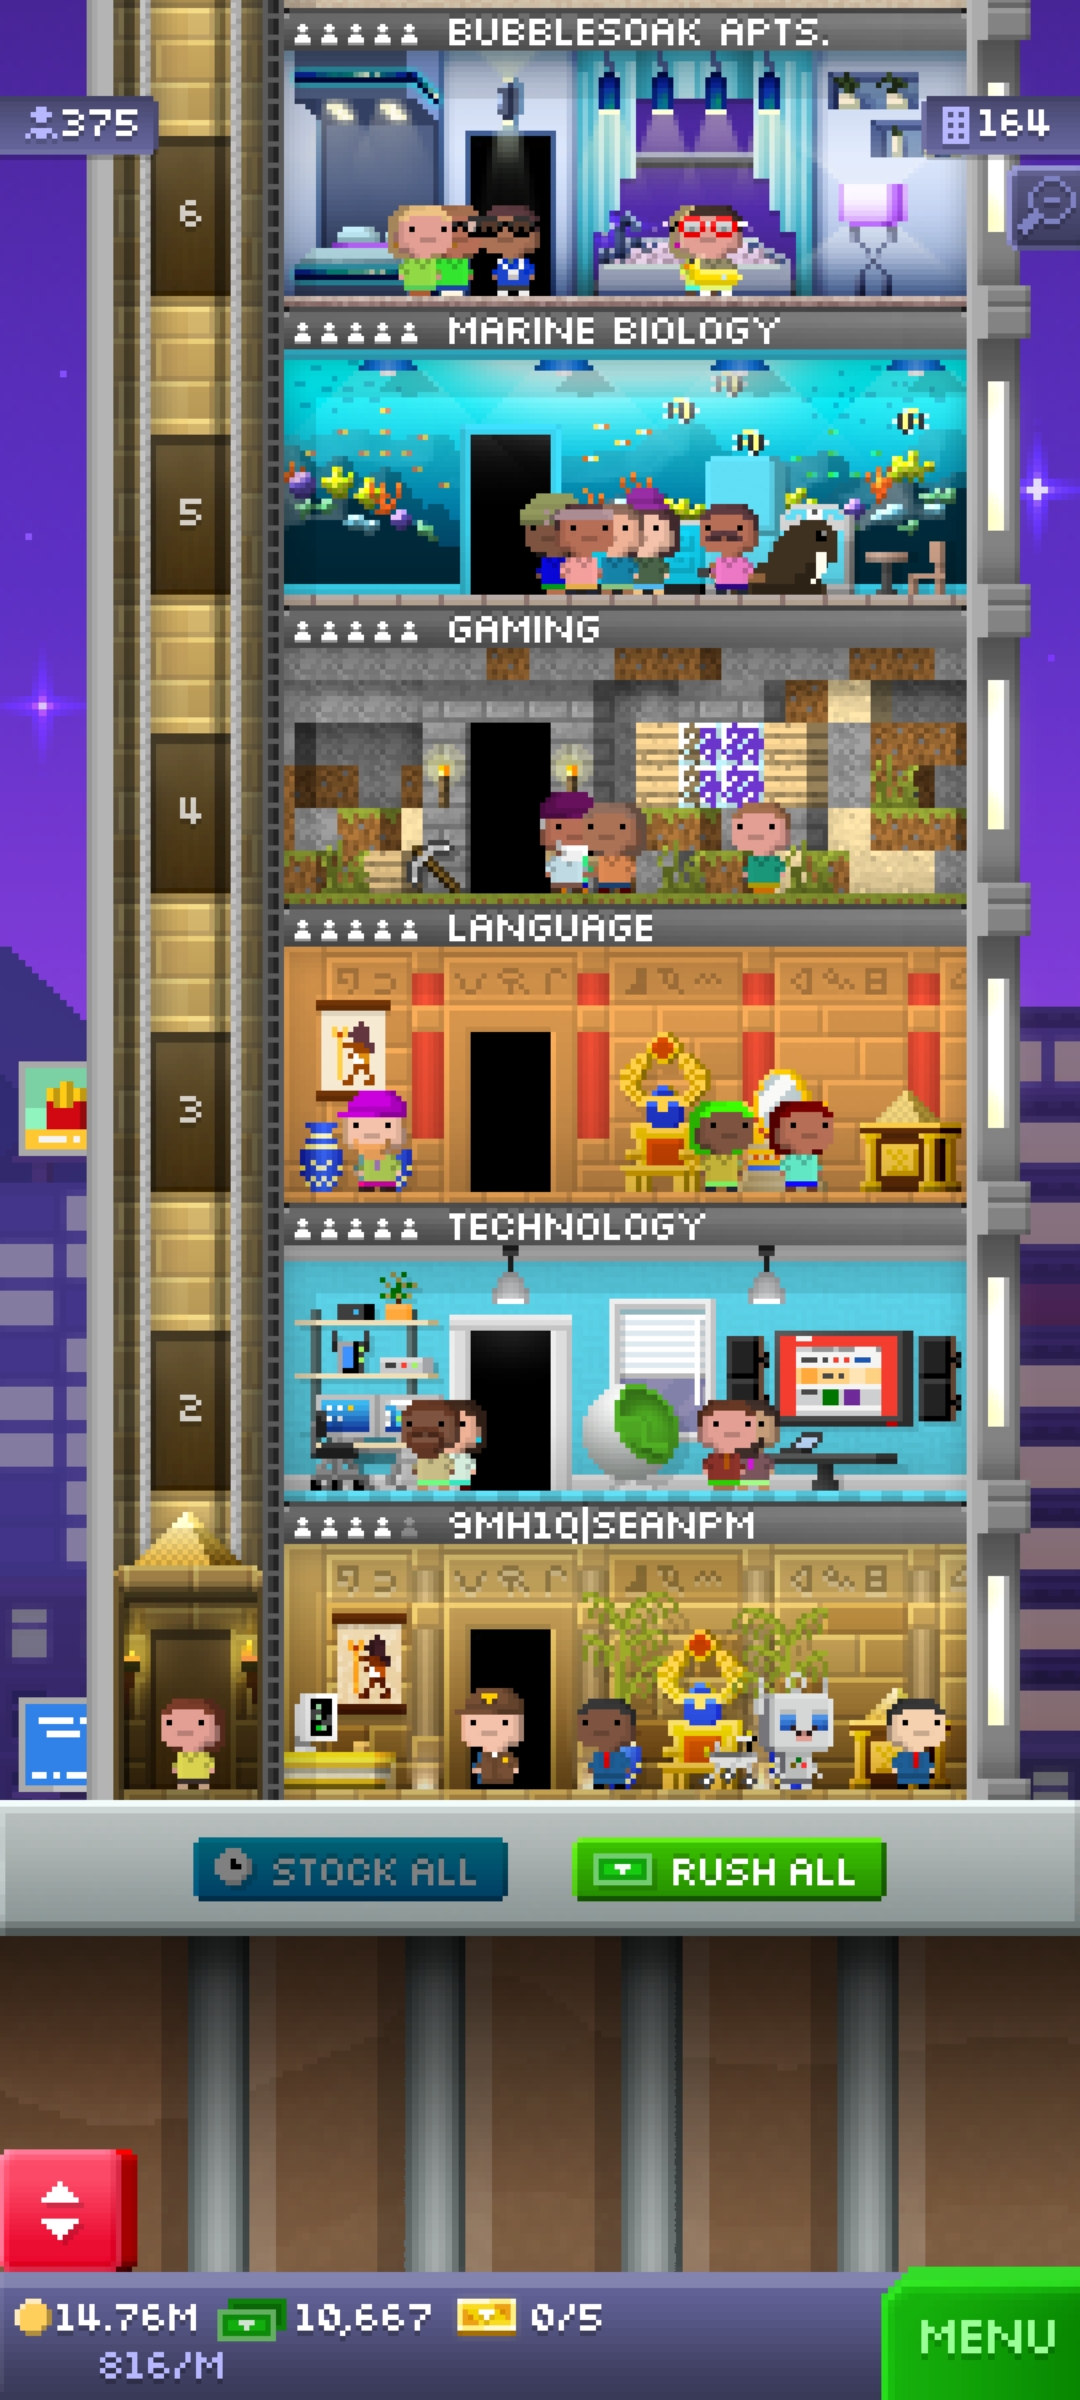 BUBBLESOAK APTS.
375
164
6
MARINE BIOLOGY
5
GAMING
4
LANGUAGE
3
TECHNOLOGY
2
9MH1Q|SEANPM
STOCK ALL
RUSH ALL
14.76M
10,667
0/5
816/M
MENU